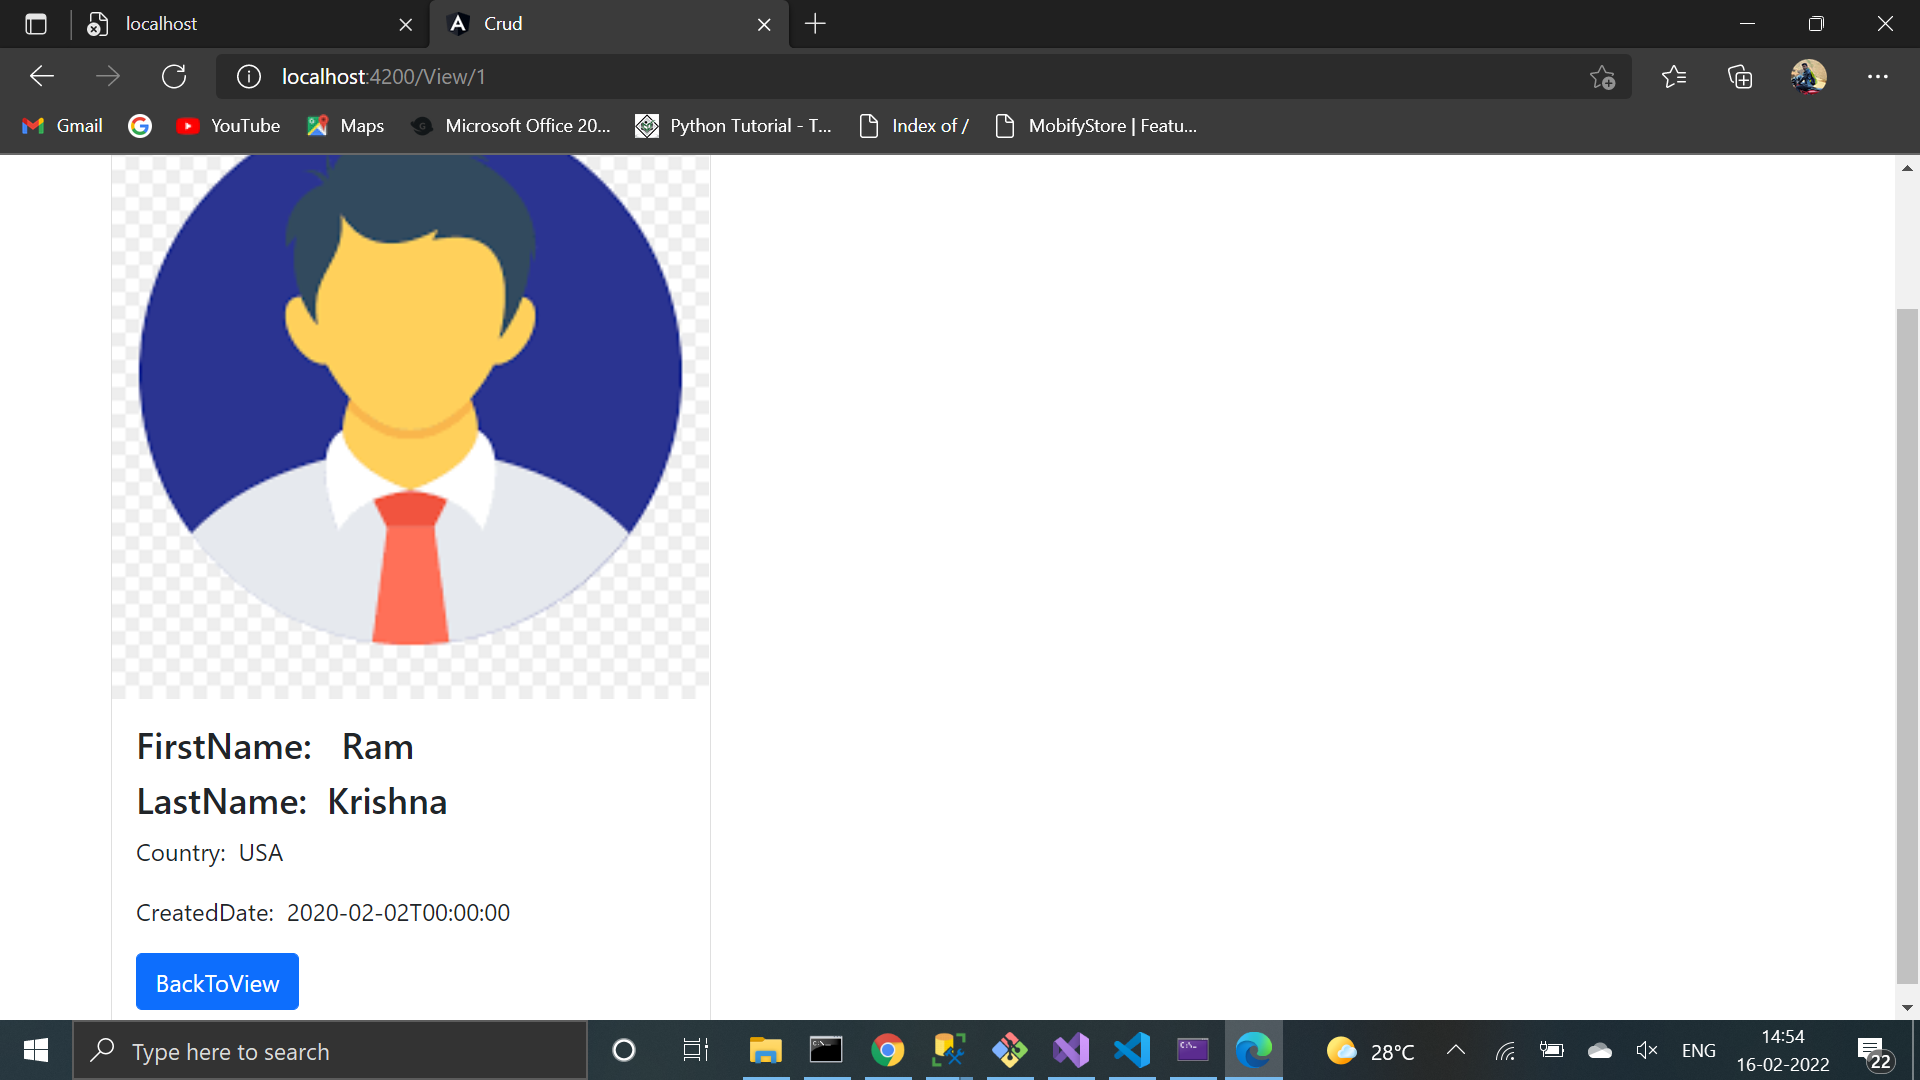 localhost
Crud
localhost:4200/View/1
Gmail
YouTube
Maps
Microsoft Office 20...
Python Tutorial - T...
Index of /
MobifyStore | Featu...
FirstName: Ram
LastName: Krishna
Country: USA
CreatedDate: 2020-02-02T00:00:00
BackToView
Type here to search
28°C
ENG
14:54
16-02-2022
22